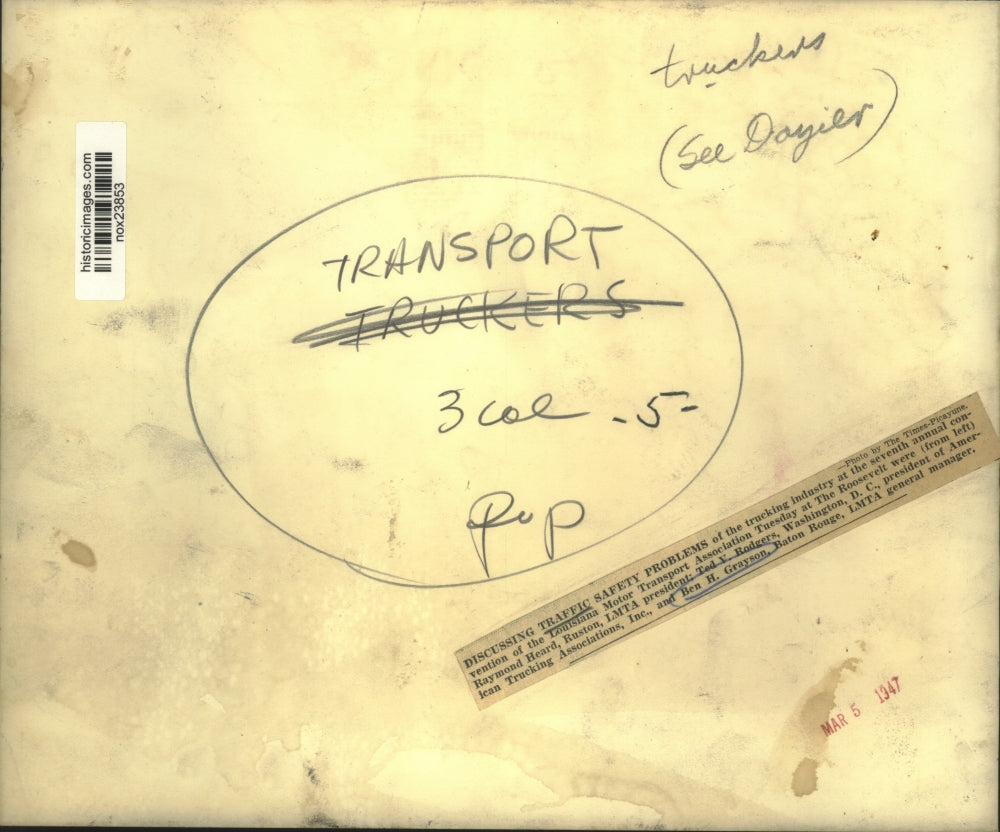 truckers
(See Dozier)
historicimages.com
nox23853
TRANSPORT
TRUCKERS
3 col -5-
PuP
—Photo by The Times-Picayune.
DISCUSSING TRAFFIC SAFETY PROBLEMS of the trucking industry at the seventh annual con-
vention of the Louisiana Motor Transport Association Tuesday at The Roosevelt were (from left)
Raymond Heard, Ruston, LMTA president; Ted V. Rodgers, Washington, D. C., president of Amer-
ican Trucking Associations, Inc., and Ben H. Grayson, Baton Rouge, LMTA general manager.
MAR 5 1947